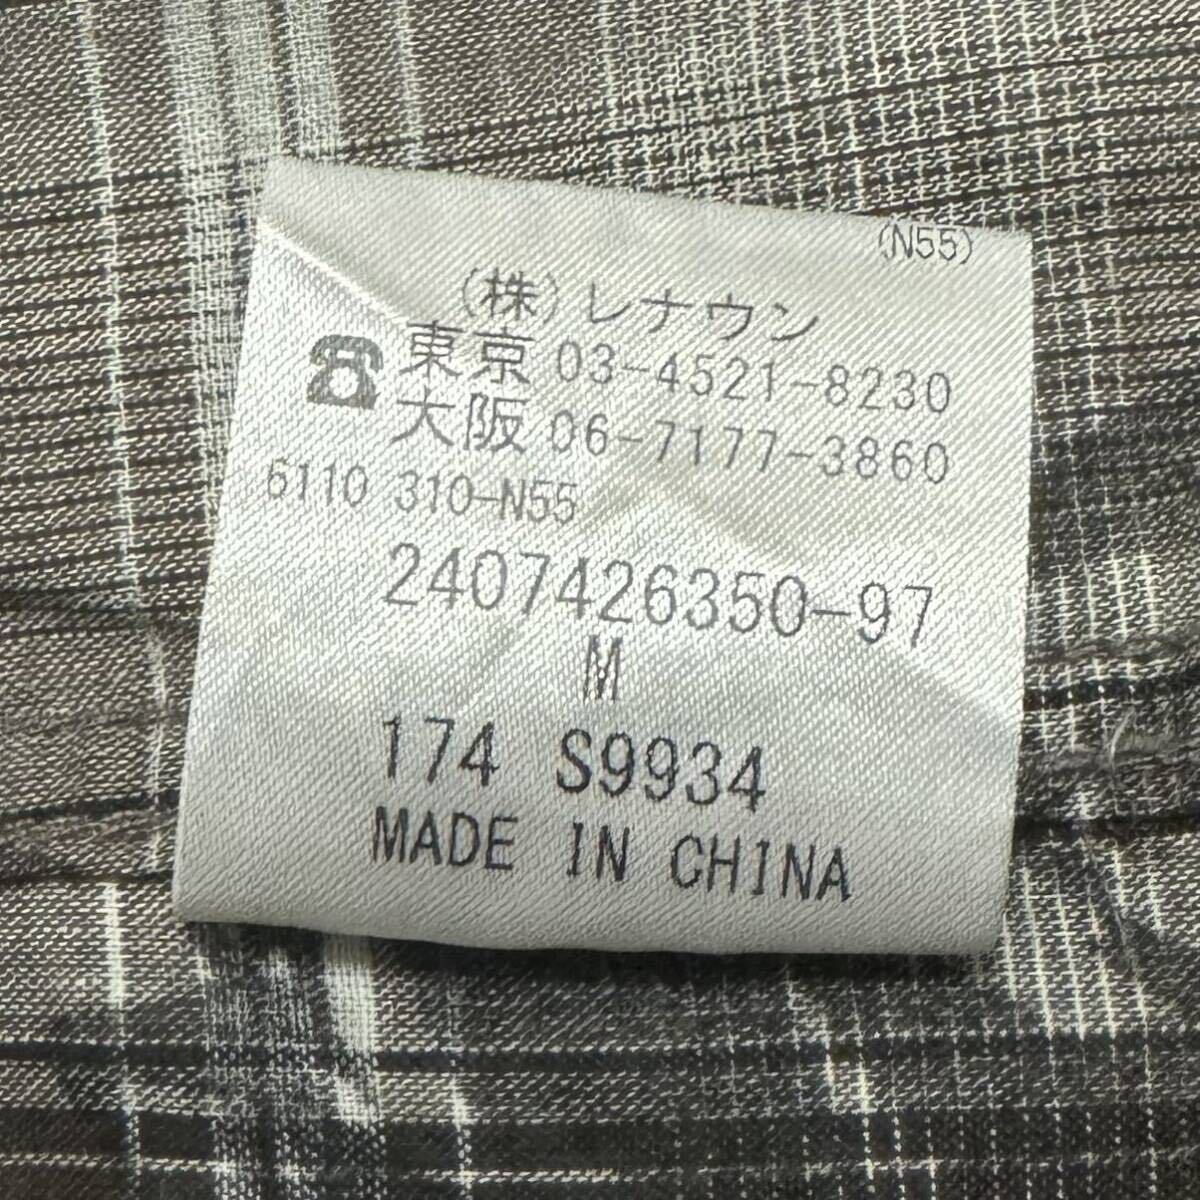 (N55)
(株)レナウン
東京 03-4521-8230
大阪 06-7177-3860
6110 310-N55
2407426350-97
M
174 S9934
MADE IN CHINA